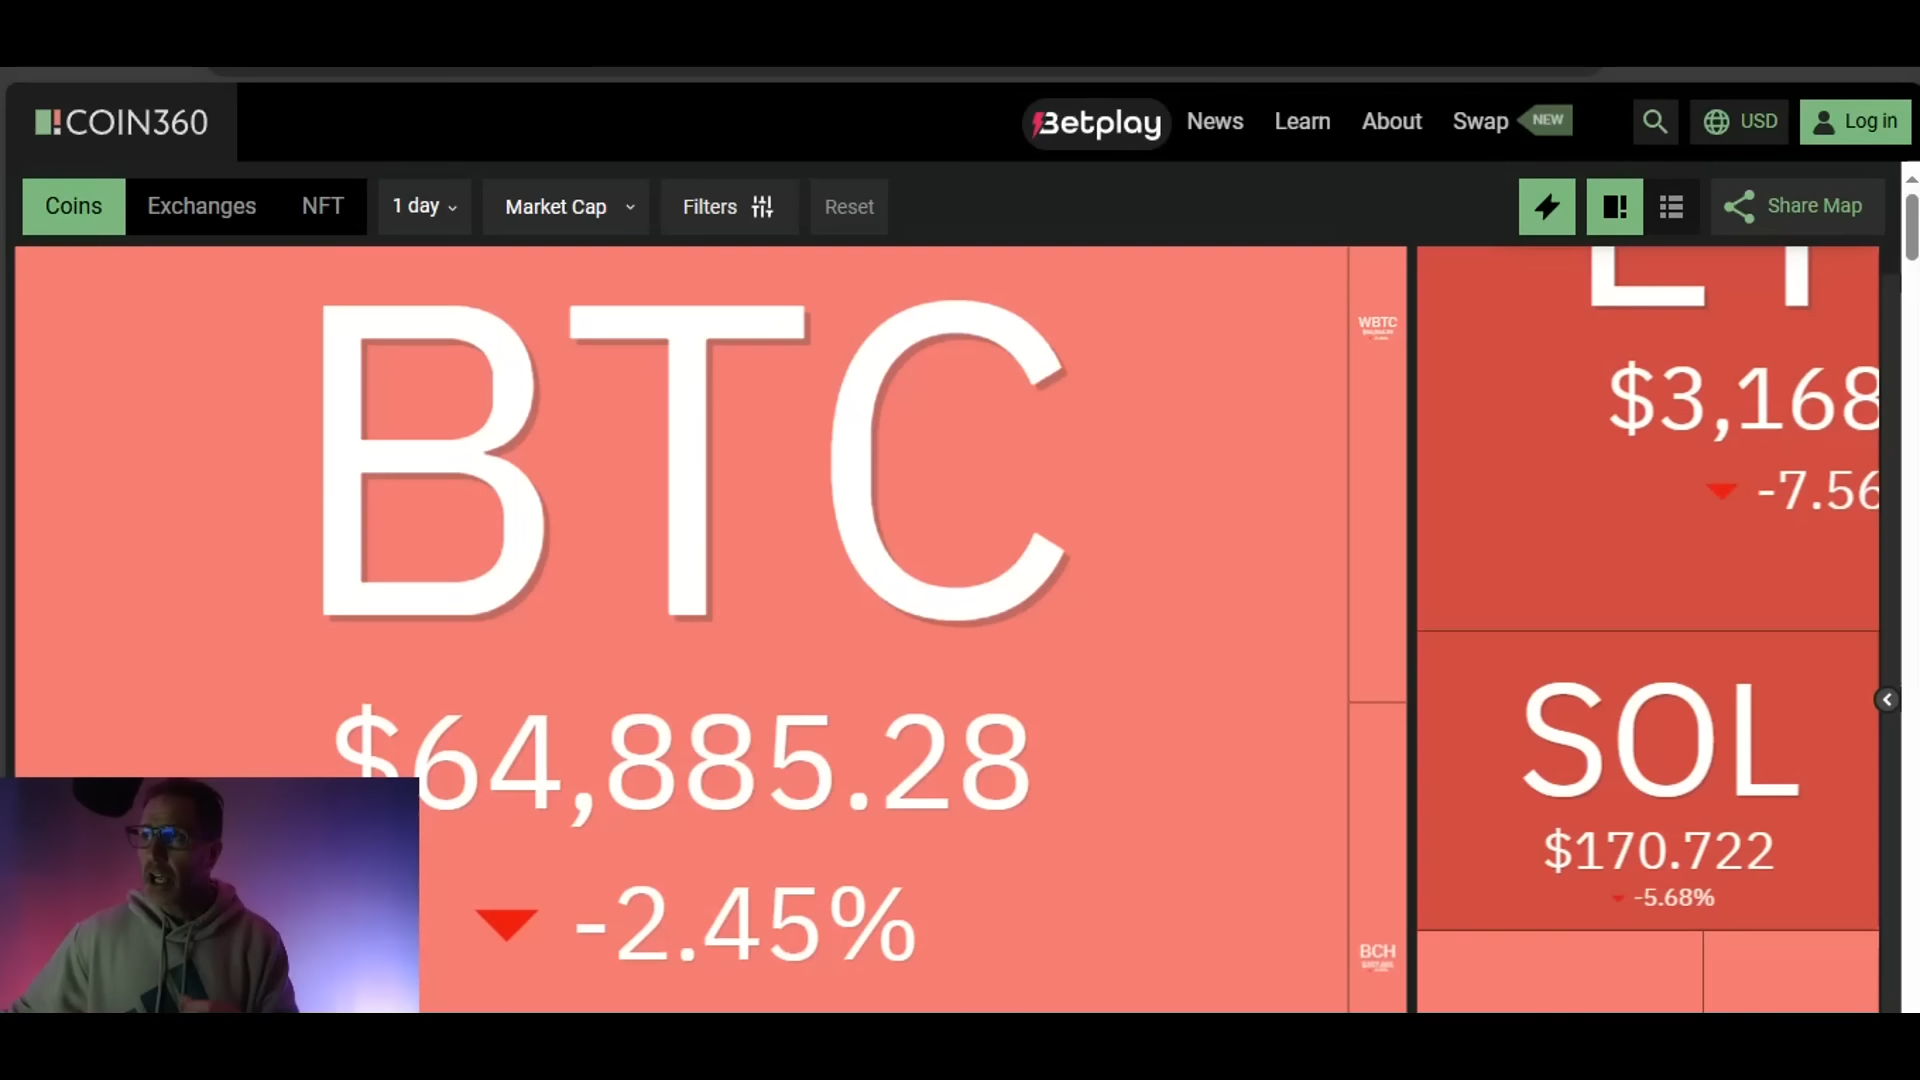 COIN360
Betplay
News
Learn
About
Swap
NEW
USD
Log in
Coins
Exchanges
NFT
1 day
Market Cap
Filters
Reset
Share Map
BTC
$64,885.28
-2.45%
WBTC
BCH
$3,168
-7.56
SOL
$170.722
-5.68%